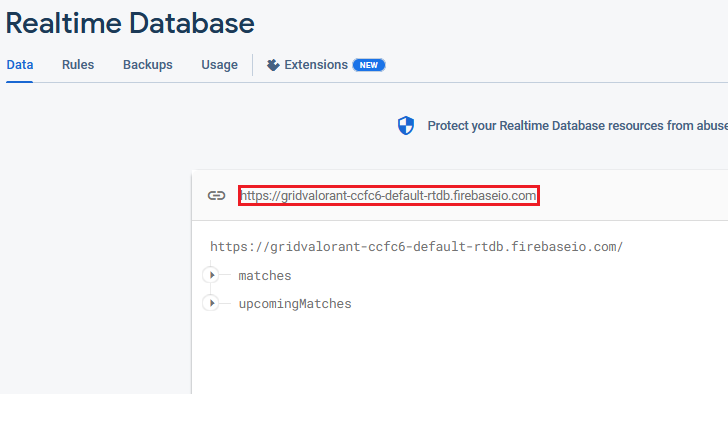 Realtime Database
Data Rules Backups Usage Extensions NEW
Protect your Realtime Database resources from abuse
https://gridvalorant-ccfc6-default-rtdb.firebaseio.com
https://gridvalorant-ccfc6-default-rtdb.firebaseio.com/
matches
upcomingMatches